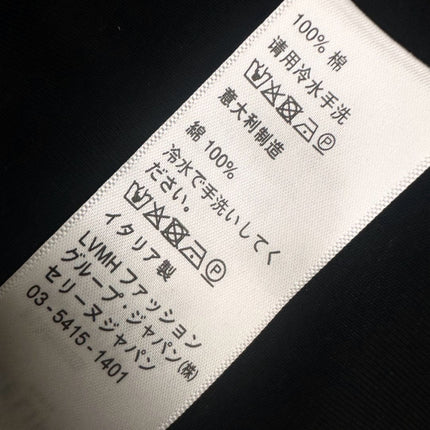 100% 棉
请用冷水手洗
意大利制造
綿 100%
冷水で手洗いしてく
ださい。
イタリア製
LVMH ファッション
グループ・ジャパン(株)
セリーヌジャパン
03-5415-1401